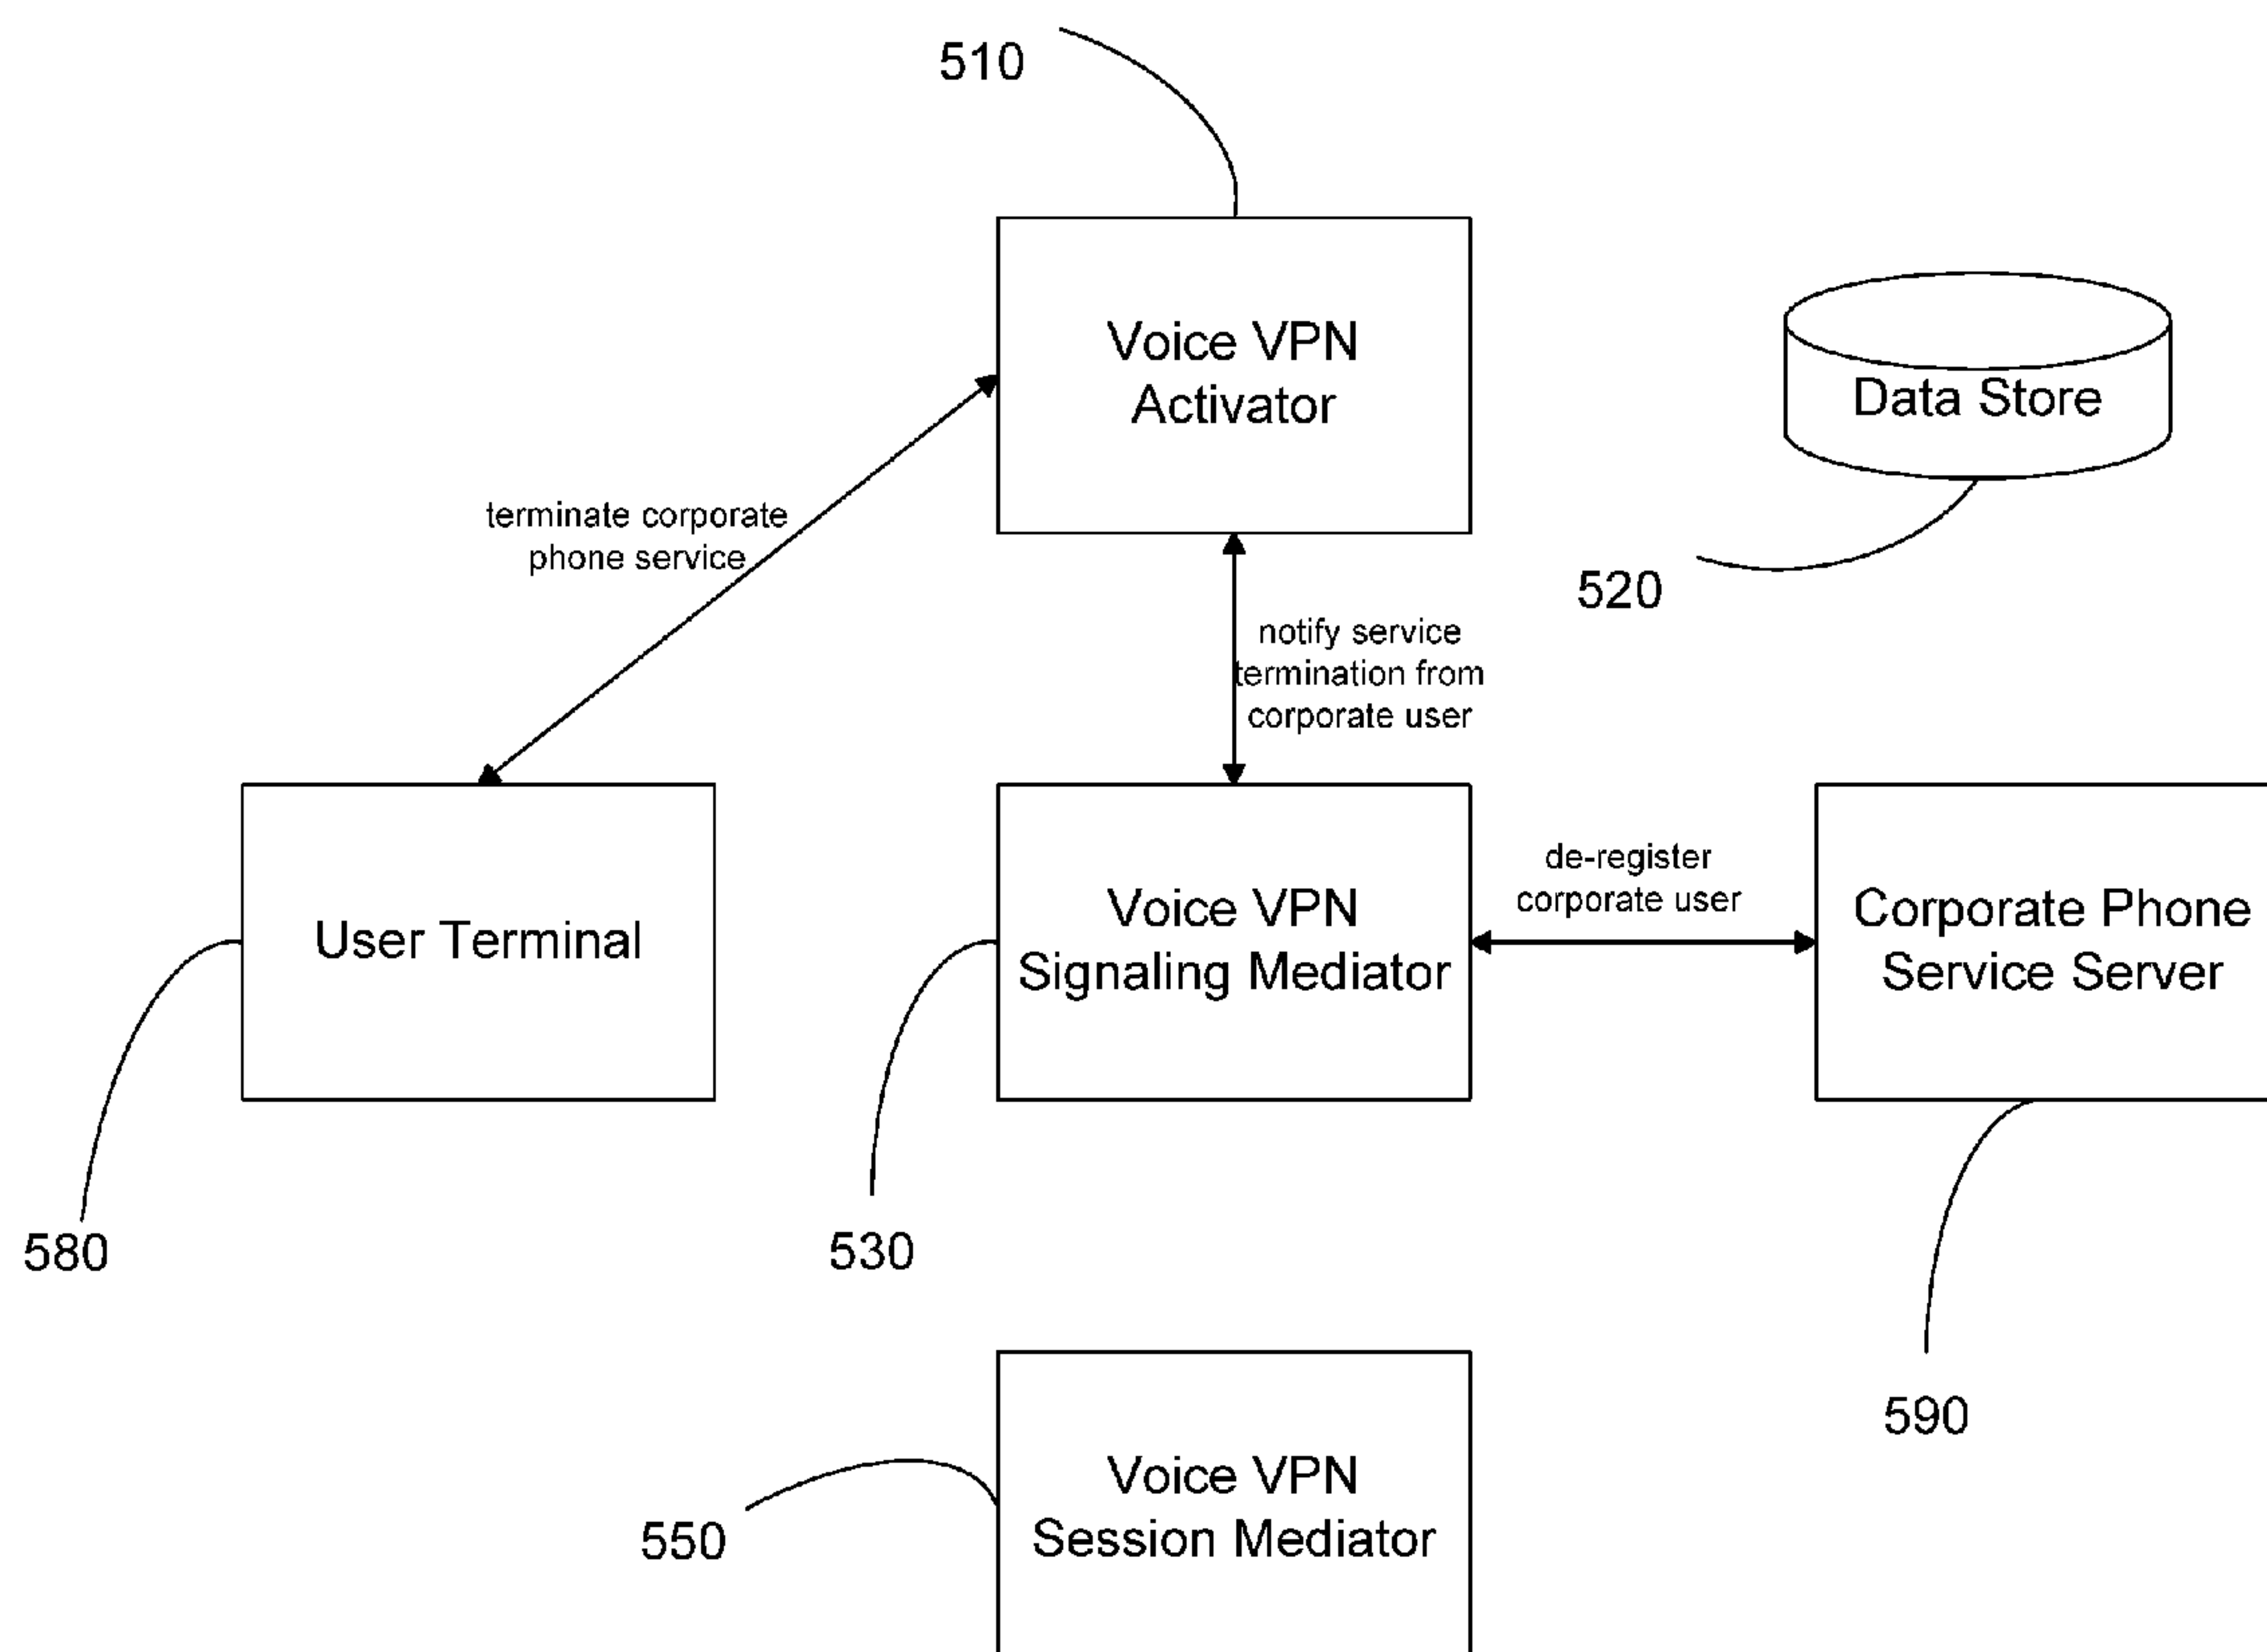 510
Voice VPN
Activator
Data Store
520
terminate corporate
phone service
notify service
termination from
corporate user
User Terminal
580
Voice VPN
Signaling Mediator
530
de-register
corporate user
Corporate Phone
Service Server
590
Voice VPN
Session Mediator
550